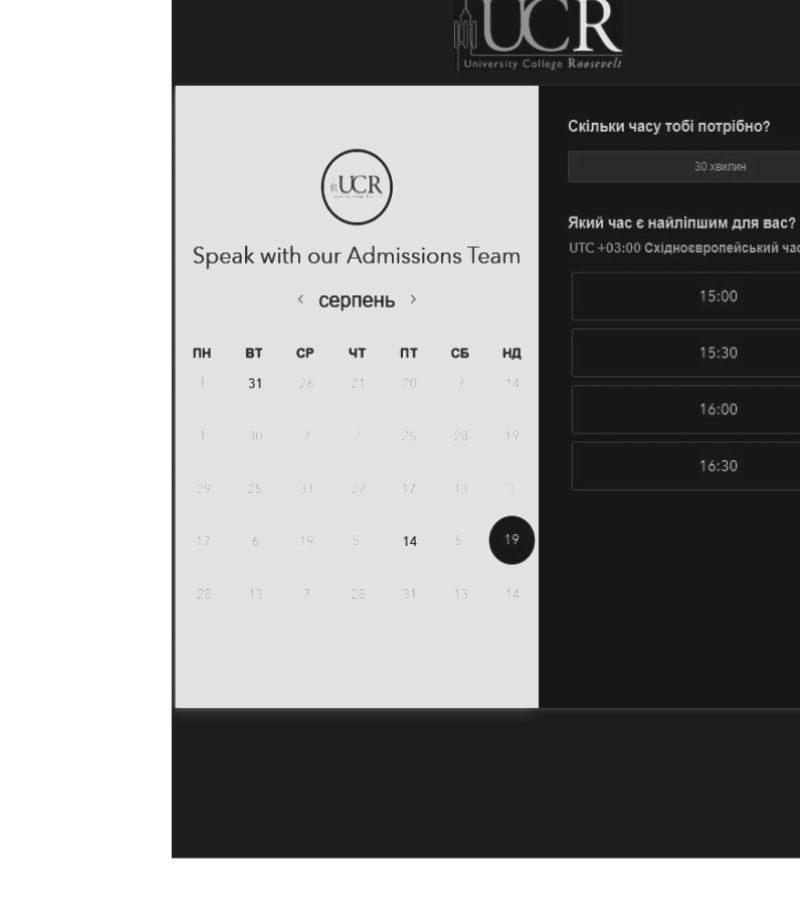 UCR
University College Roosevelt
UCR
Speak with our Admissions Team
‹ серпень ›
ПН ВТ СР ЧТ ПТ СБ НД
1 31 26 21 20 7 14
1 30 7 2 25 28 19
29 25 31 27 17 13 3
17 6 19 5 14 5 19
28 13 7 28 31 13 14
Скільки часу тобі потрібно?
30 хвилин
Який час є найліпшим для вас?
UTC +03:00 Східноєвропейський час
15:00
15:30
16:00
16:30